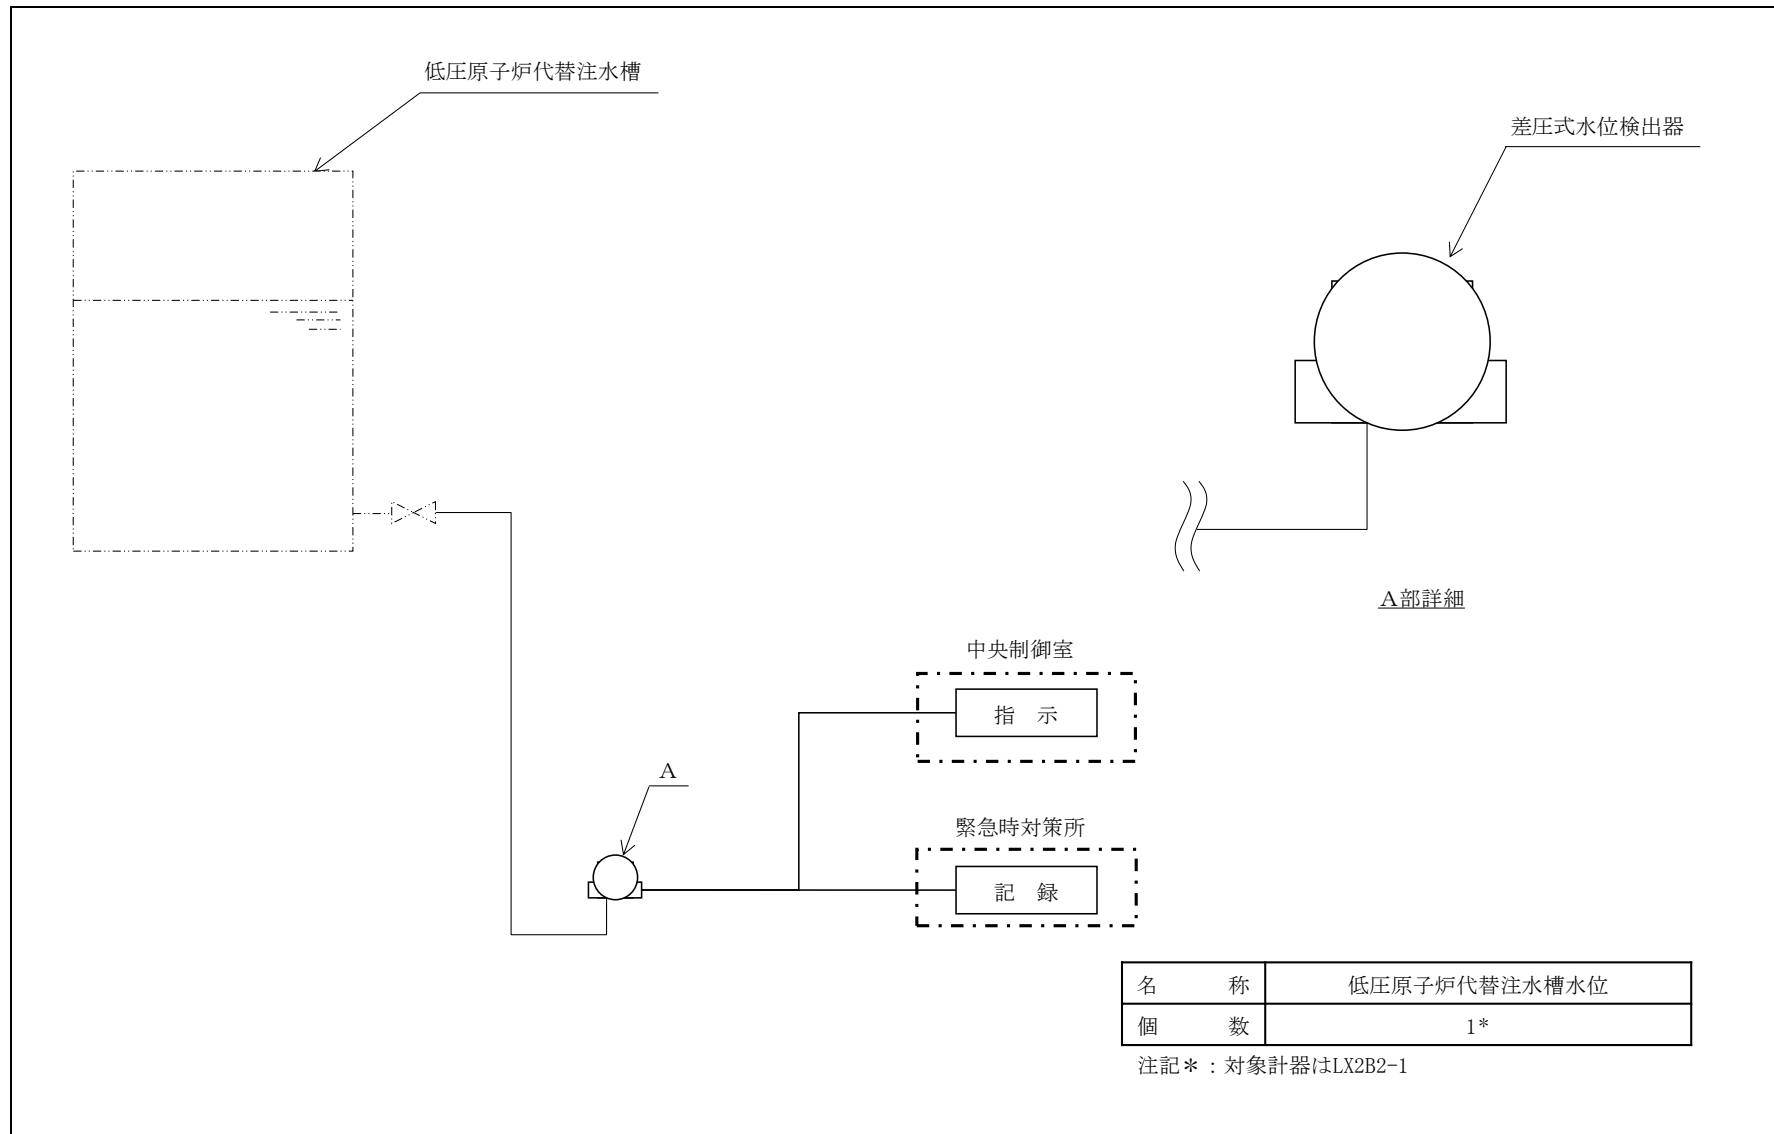 低圧原子炉代替注水槽
差圧式水位検出器
A部詳細
中央制御室
指 示
A
緊急時対策所
記 録
名 称 低圧原子炉代替注水槽水位
個 数 1*
注記＊：対象計器はLX2B2-1